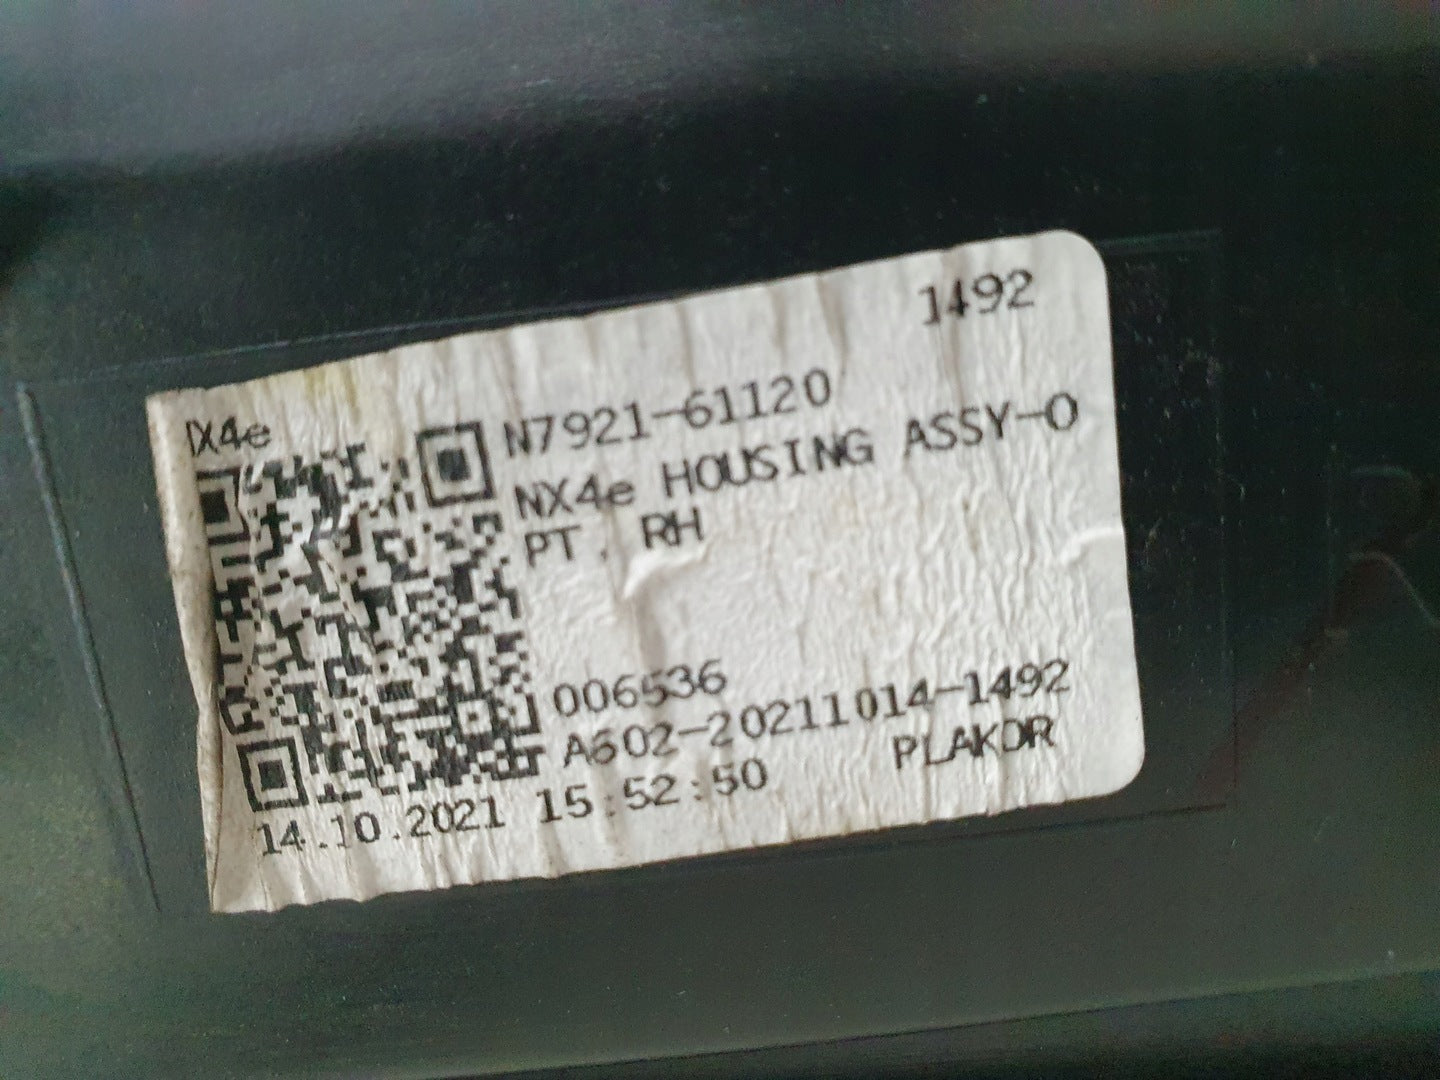 1492
NX4e
N7921-61120
NX4e HOUSING ASSY-O
PT, RH
006536
A602-20211014-1492
PLAKOR
14.10.2021 15:52:50